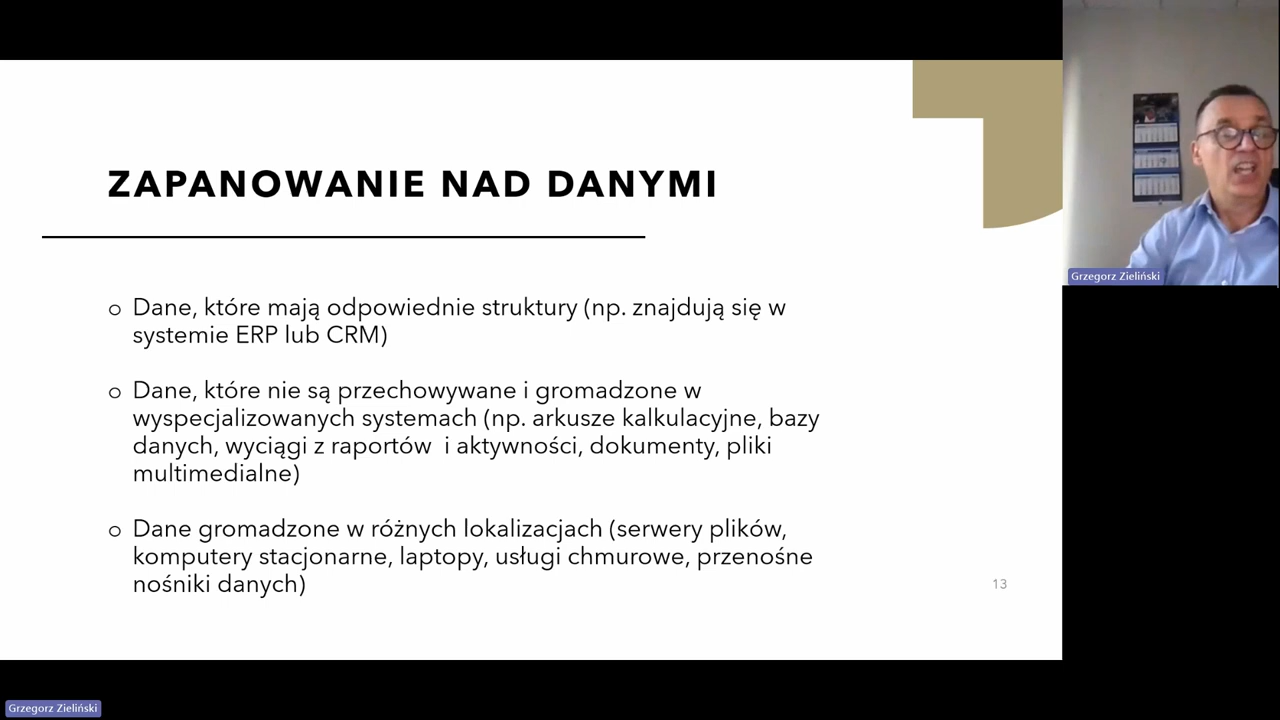 ZAPANOWANIE NAD DANYMI
o Dane, które mają odpowiednie struktury (np. znajdują się w
systemie ERP lub CRM)
o Dane, które nie są przechowywane i gromadzone w
wyspecjalizowanych systemach (np. arkusze kalkulacyjne, bazy
danych, wyciągi z raportów  i aktywności, dokumenty, pliki
multimedialne)
o Dane gromadzone w różnych lokalizacjach (serwery plików,
komputery stacjonarne, laptopy, usługi chmurowe, przenośne
nośniki danych)
13
Grzegorz Zieliński
Grzegorz Zieliński